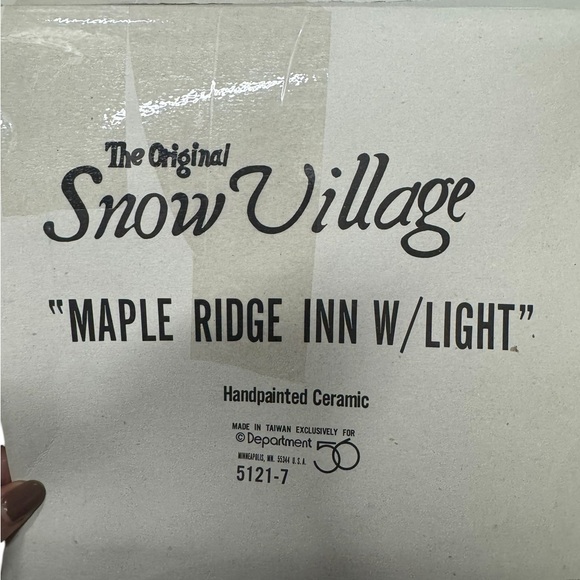 The Original
Snow Village
"MAPLE RIDGE INN W/LIGHT"
Handpainted Ceramic
MADE IN TAIWAN EXCLUSIVELY FOR
© Department 56
MINNEAPOLIS, MN. 55344 U.S.A.
5121-7